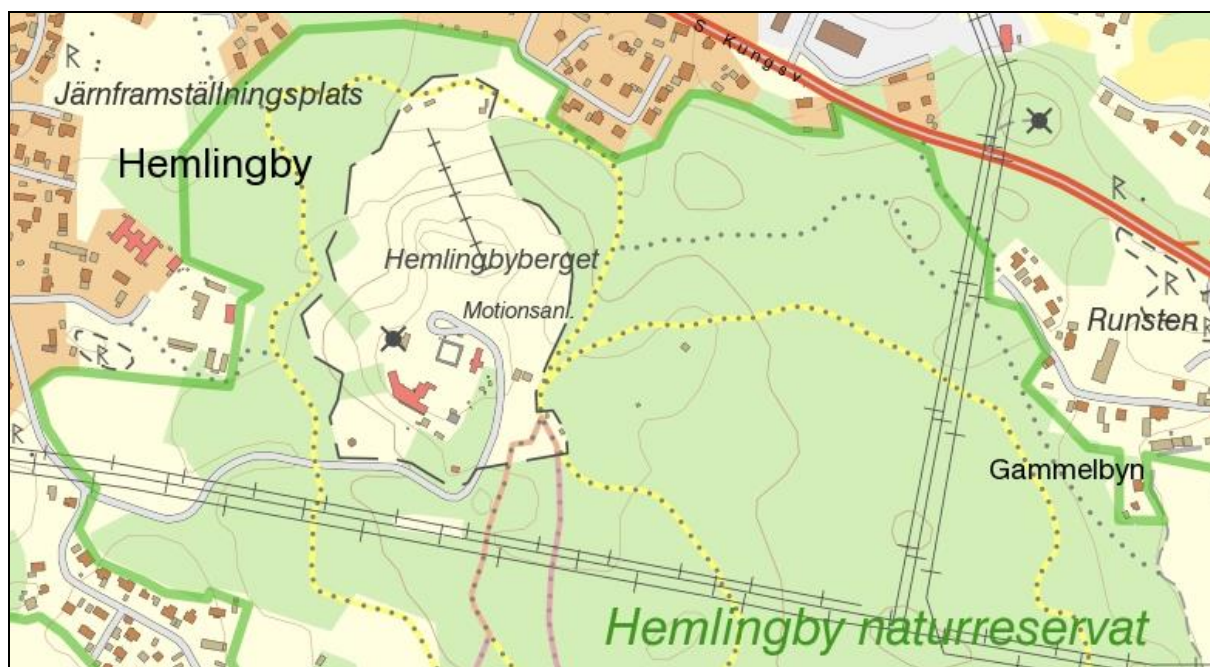 S. Kungsv.
R
Järnframställningsplats
Hemlingby
R
Hemlingbyberget
R
Motionsanl.
Runsten
R
R
R
Gammelbyn
Hemlingby naturreservat